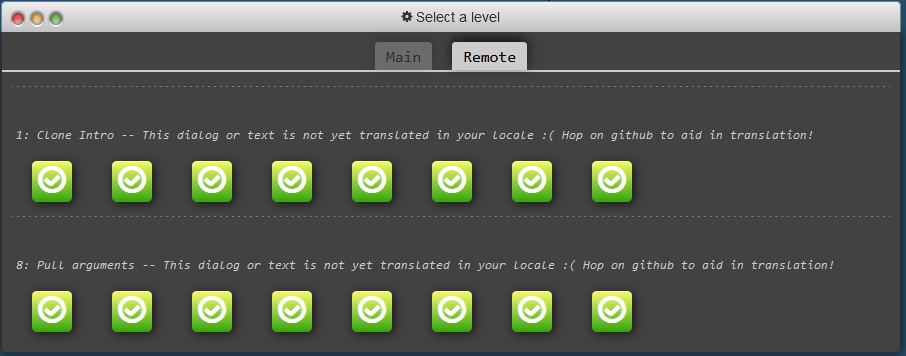 Select a level
Main
Remote
1: Clone Intro -- This dialog or text is not yet translated in your locale :( Hop on github to aid in translation!
8: Pull arguments -- This dialog or text is not yet translated in your locale :( Hop on github to aid in translation!